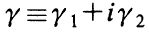 γ ≡ γ₁ + iγ₂